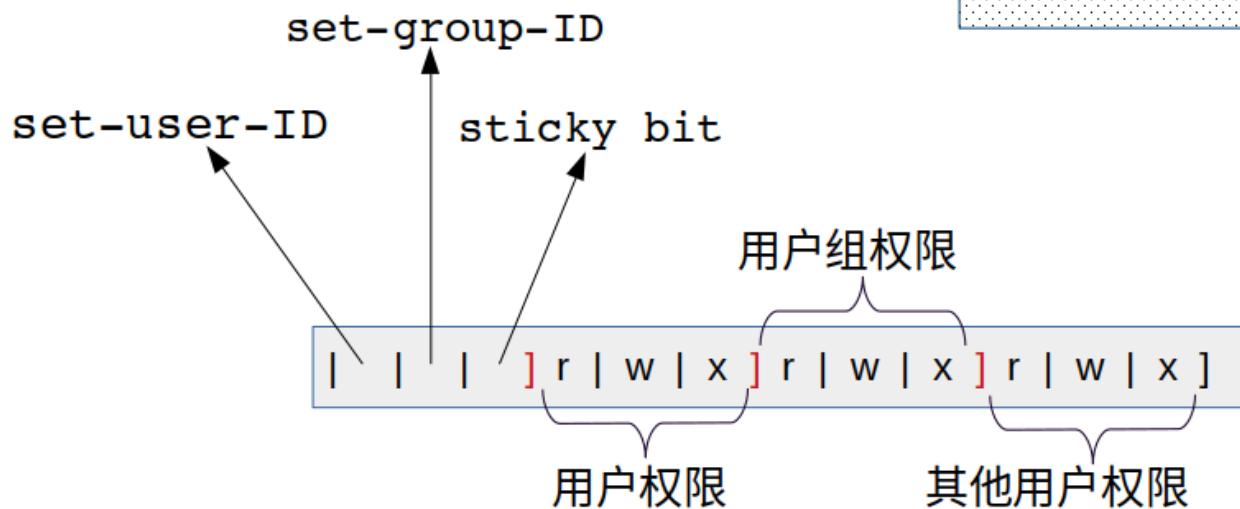 set-group-ID
set-user-ID
sticky bit
用户组权限
| | | ] r | w | x ] r | w | x ] r | w | x ]
用户权限
其他用户权限